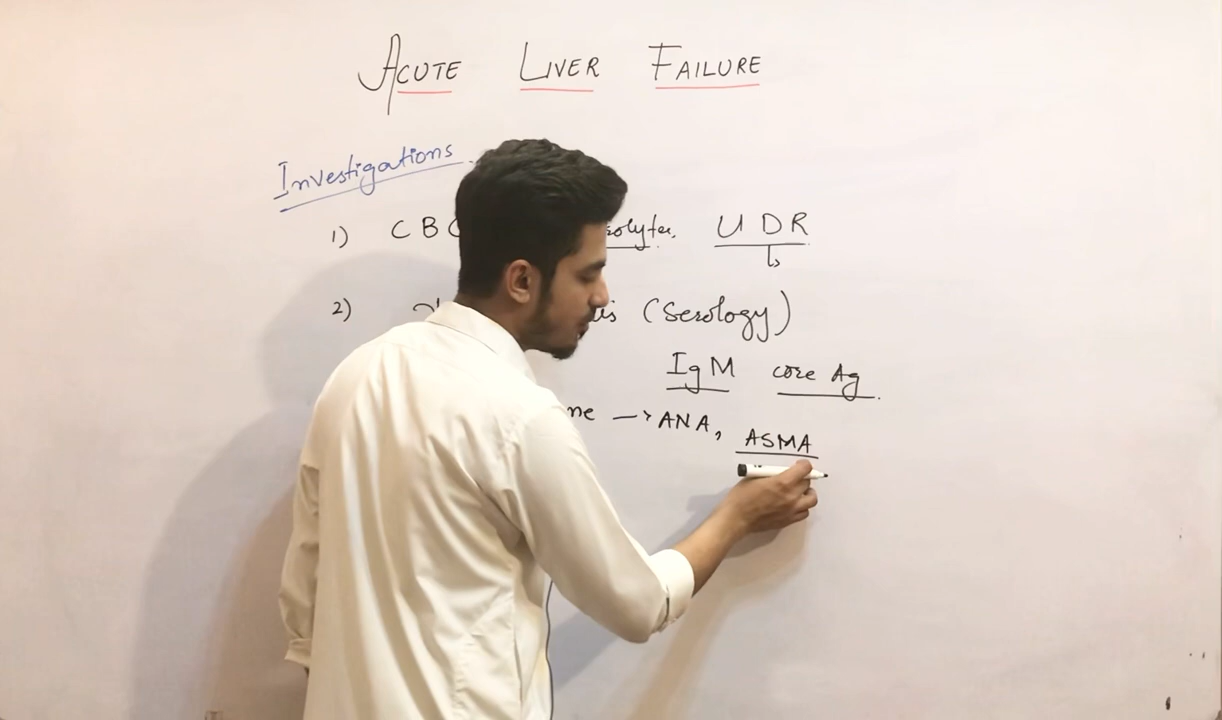 ACUTE LIVER FAILURE
Investigations
1) CBC UDR
2) (Serology)
IgM core Ag
→ ANA, ASMA